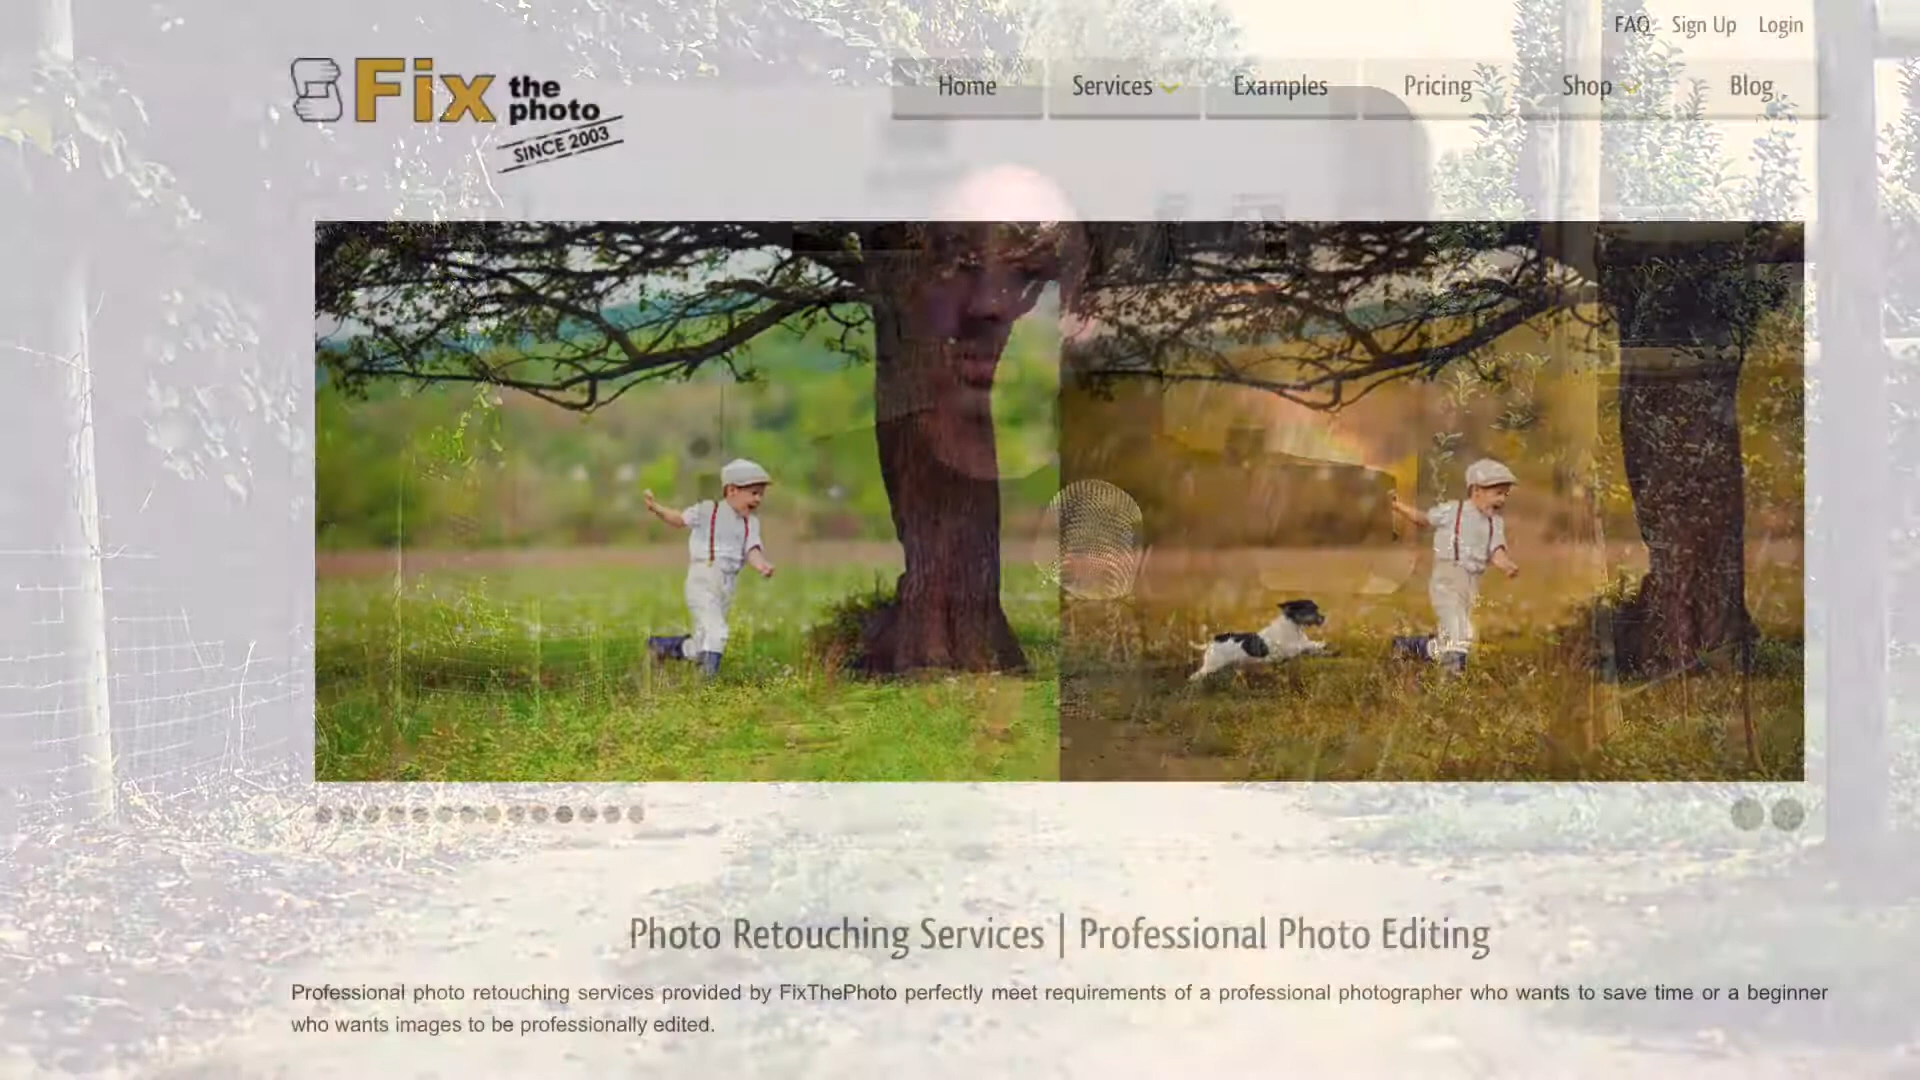 FAQ Sign Up Login
Fix the photo
SINCE 2003
Home Services Examples Pricing Shop Blog
Photo Retouching Services | Professional Photo Editing
Professional photo retouching services provided by FixThePhoto perfectly meet requirements of a professional photographer who wants to save time or a beginner
who wants images to be professionally edited.